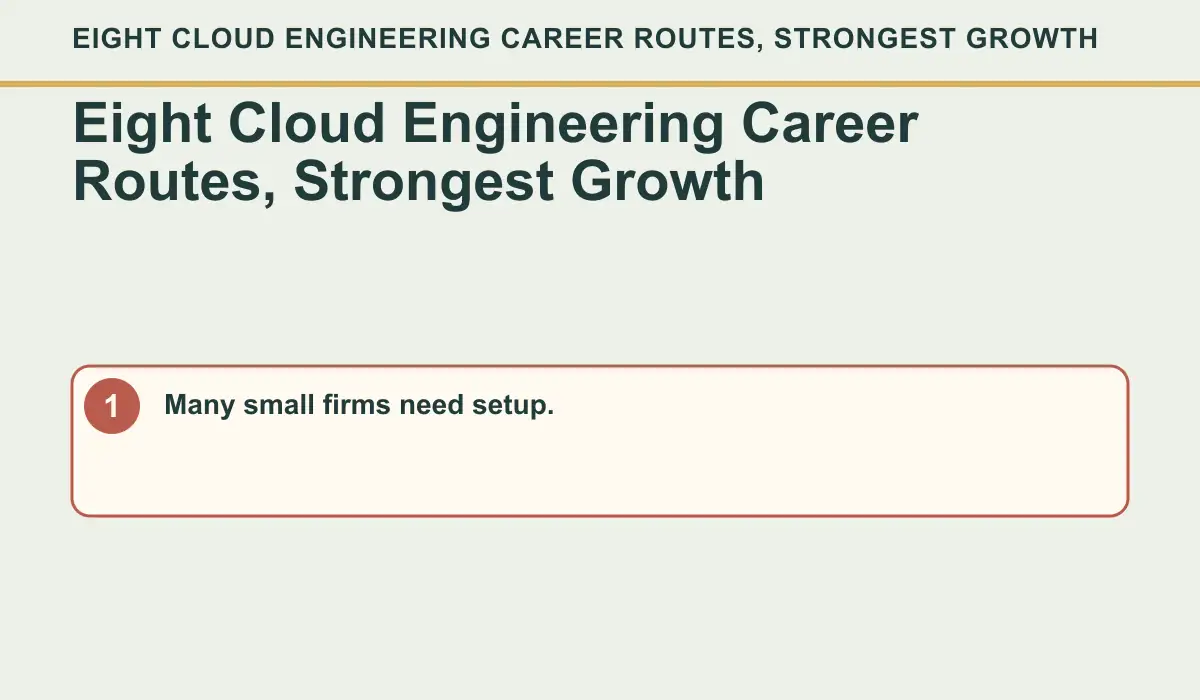 EIGHT CLOUD ENGINEERING CAREER ROUTES, STRONGEST GROWTH
Eight Cloud Engineering Career
Routes, Strongest Growth
1 Many small firms need setup.